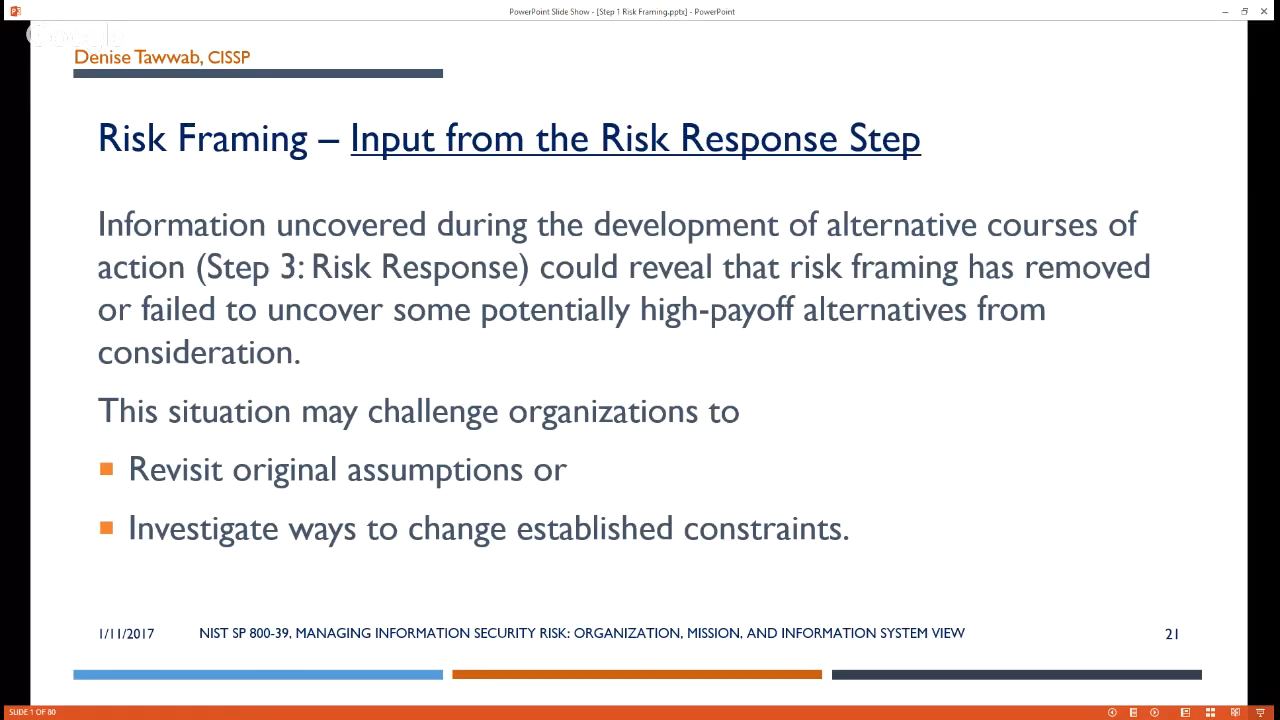 PowerPoint Slide Show - [Step 1 Risk Framing.pptx] - PowerPoint
Google
Denise Tawwab, CISSP
Risk Framing – Input from the Risk Response Step
Information uncovered during the development of alternative courses of
action (Step 3: Risk Response) could reveal that risk framing has removed
or failed to uncover some potentially high-payoff alternatives from
consideration.
This situation may challenge organizations to
Revisit original assumptions or
Investigate ways to change established constraints.
1/11/2017 NIST SP 800-39, MANAGING INFORMATION SECURITY RISK: ORGANIZATION, MISSION, AND INFORMATION SYSTEM VIEW 21
SLIDE 1 OF 80